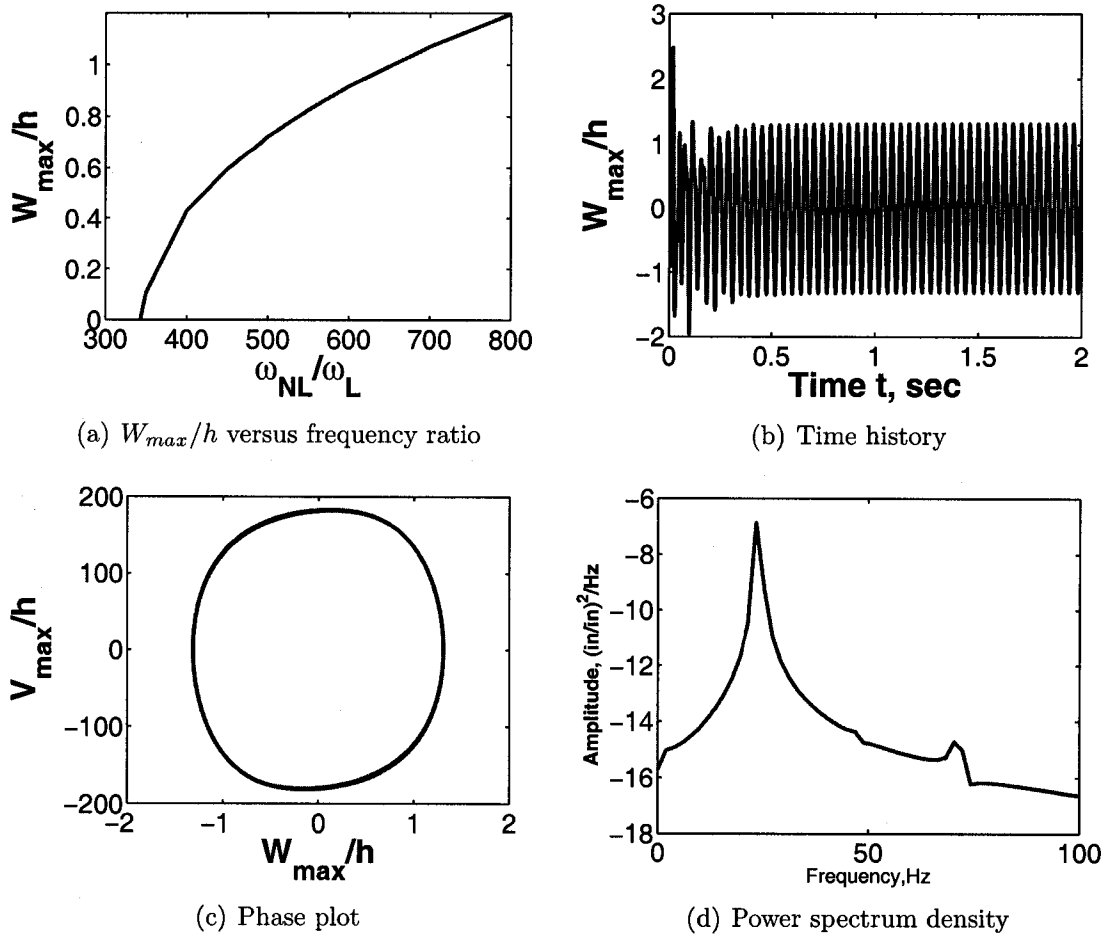 W_max/h
1
0.8
0.6
0.4
0.2
0
300 400 500 600 700 800
ω_NL/ω_L
(a) W_max/h versus frequency ratio
W_max/h
3
2
1
0
−1
−2
0 0.5 1 1.5 2
Time t, sec
(b) Time history
V_max/h
200
100
0
−100
−200
−2 −1 0 1 2
W_max/h
(c) Phase plot
Amplitude, (in/in)²/Hz
−6
−8
−10
−12
−14
−16
−18
0 50 100
Frequency,Hz
(d) Power spectrum density